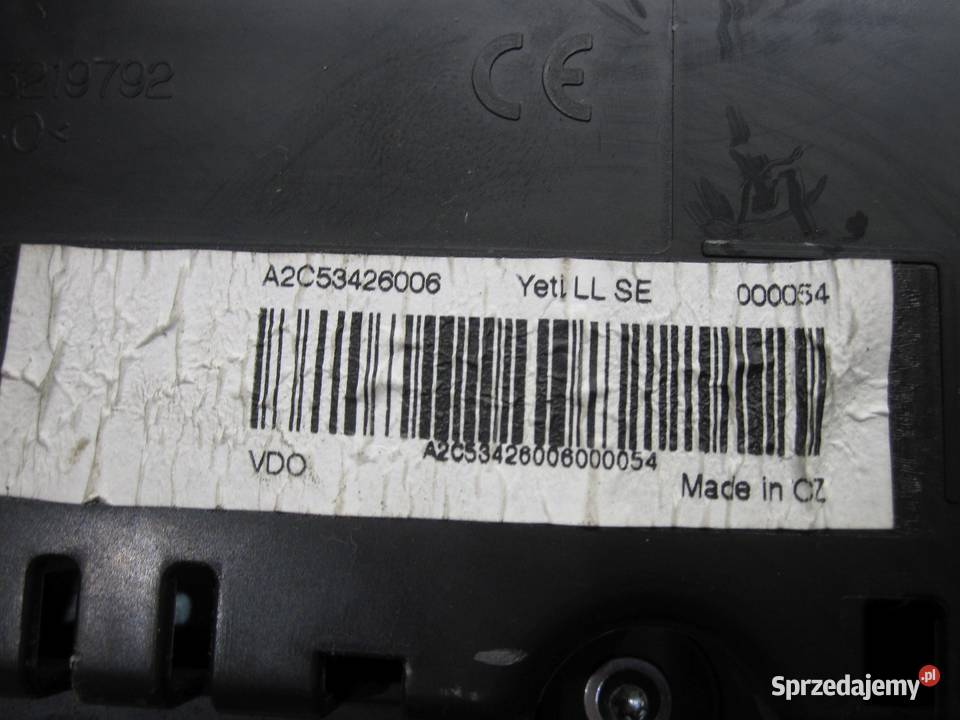 CE
219792
A2C53426006 Yeti LL SE 000054
A2C53426006000054
VDO
Made in CZ
Sprzedajemy.pl